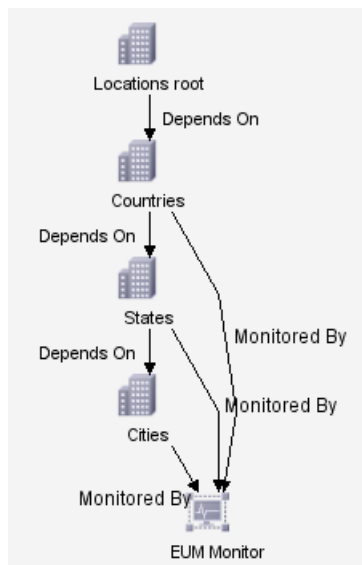 Locations root
Depends On
Countries
Depends On
States
Monitored By
Depends On
Monitored By
Cities
Monitored By
EUM Monitor